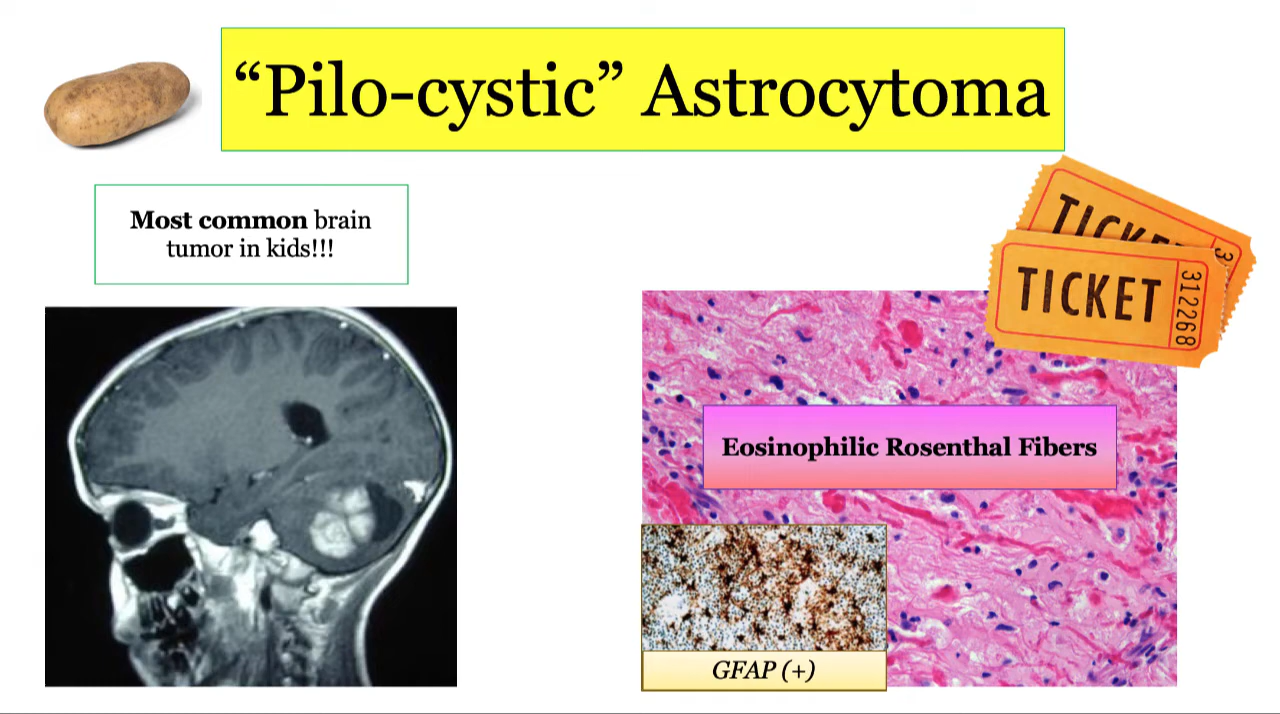 “Pilo-cystic” Astrocytoma
Most common brain
tumor in kids!!!
TICKET
TICKET 312268
Eosinophilic Rosenthal Fibers
GFAP (+)